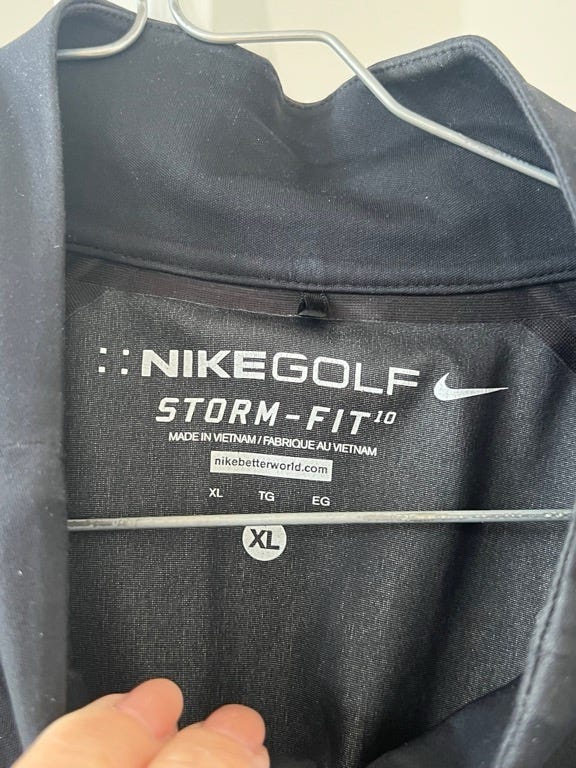 ::NIKEGOLF
STORM-FIT10
MADE IN VIETNAM / FABRIQUE AU VIETNAM
nikebetterworld.com
XL TG EG
XL